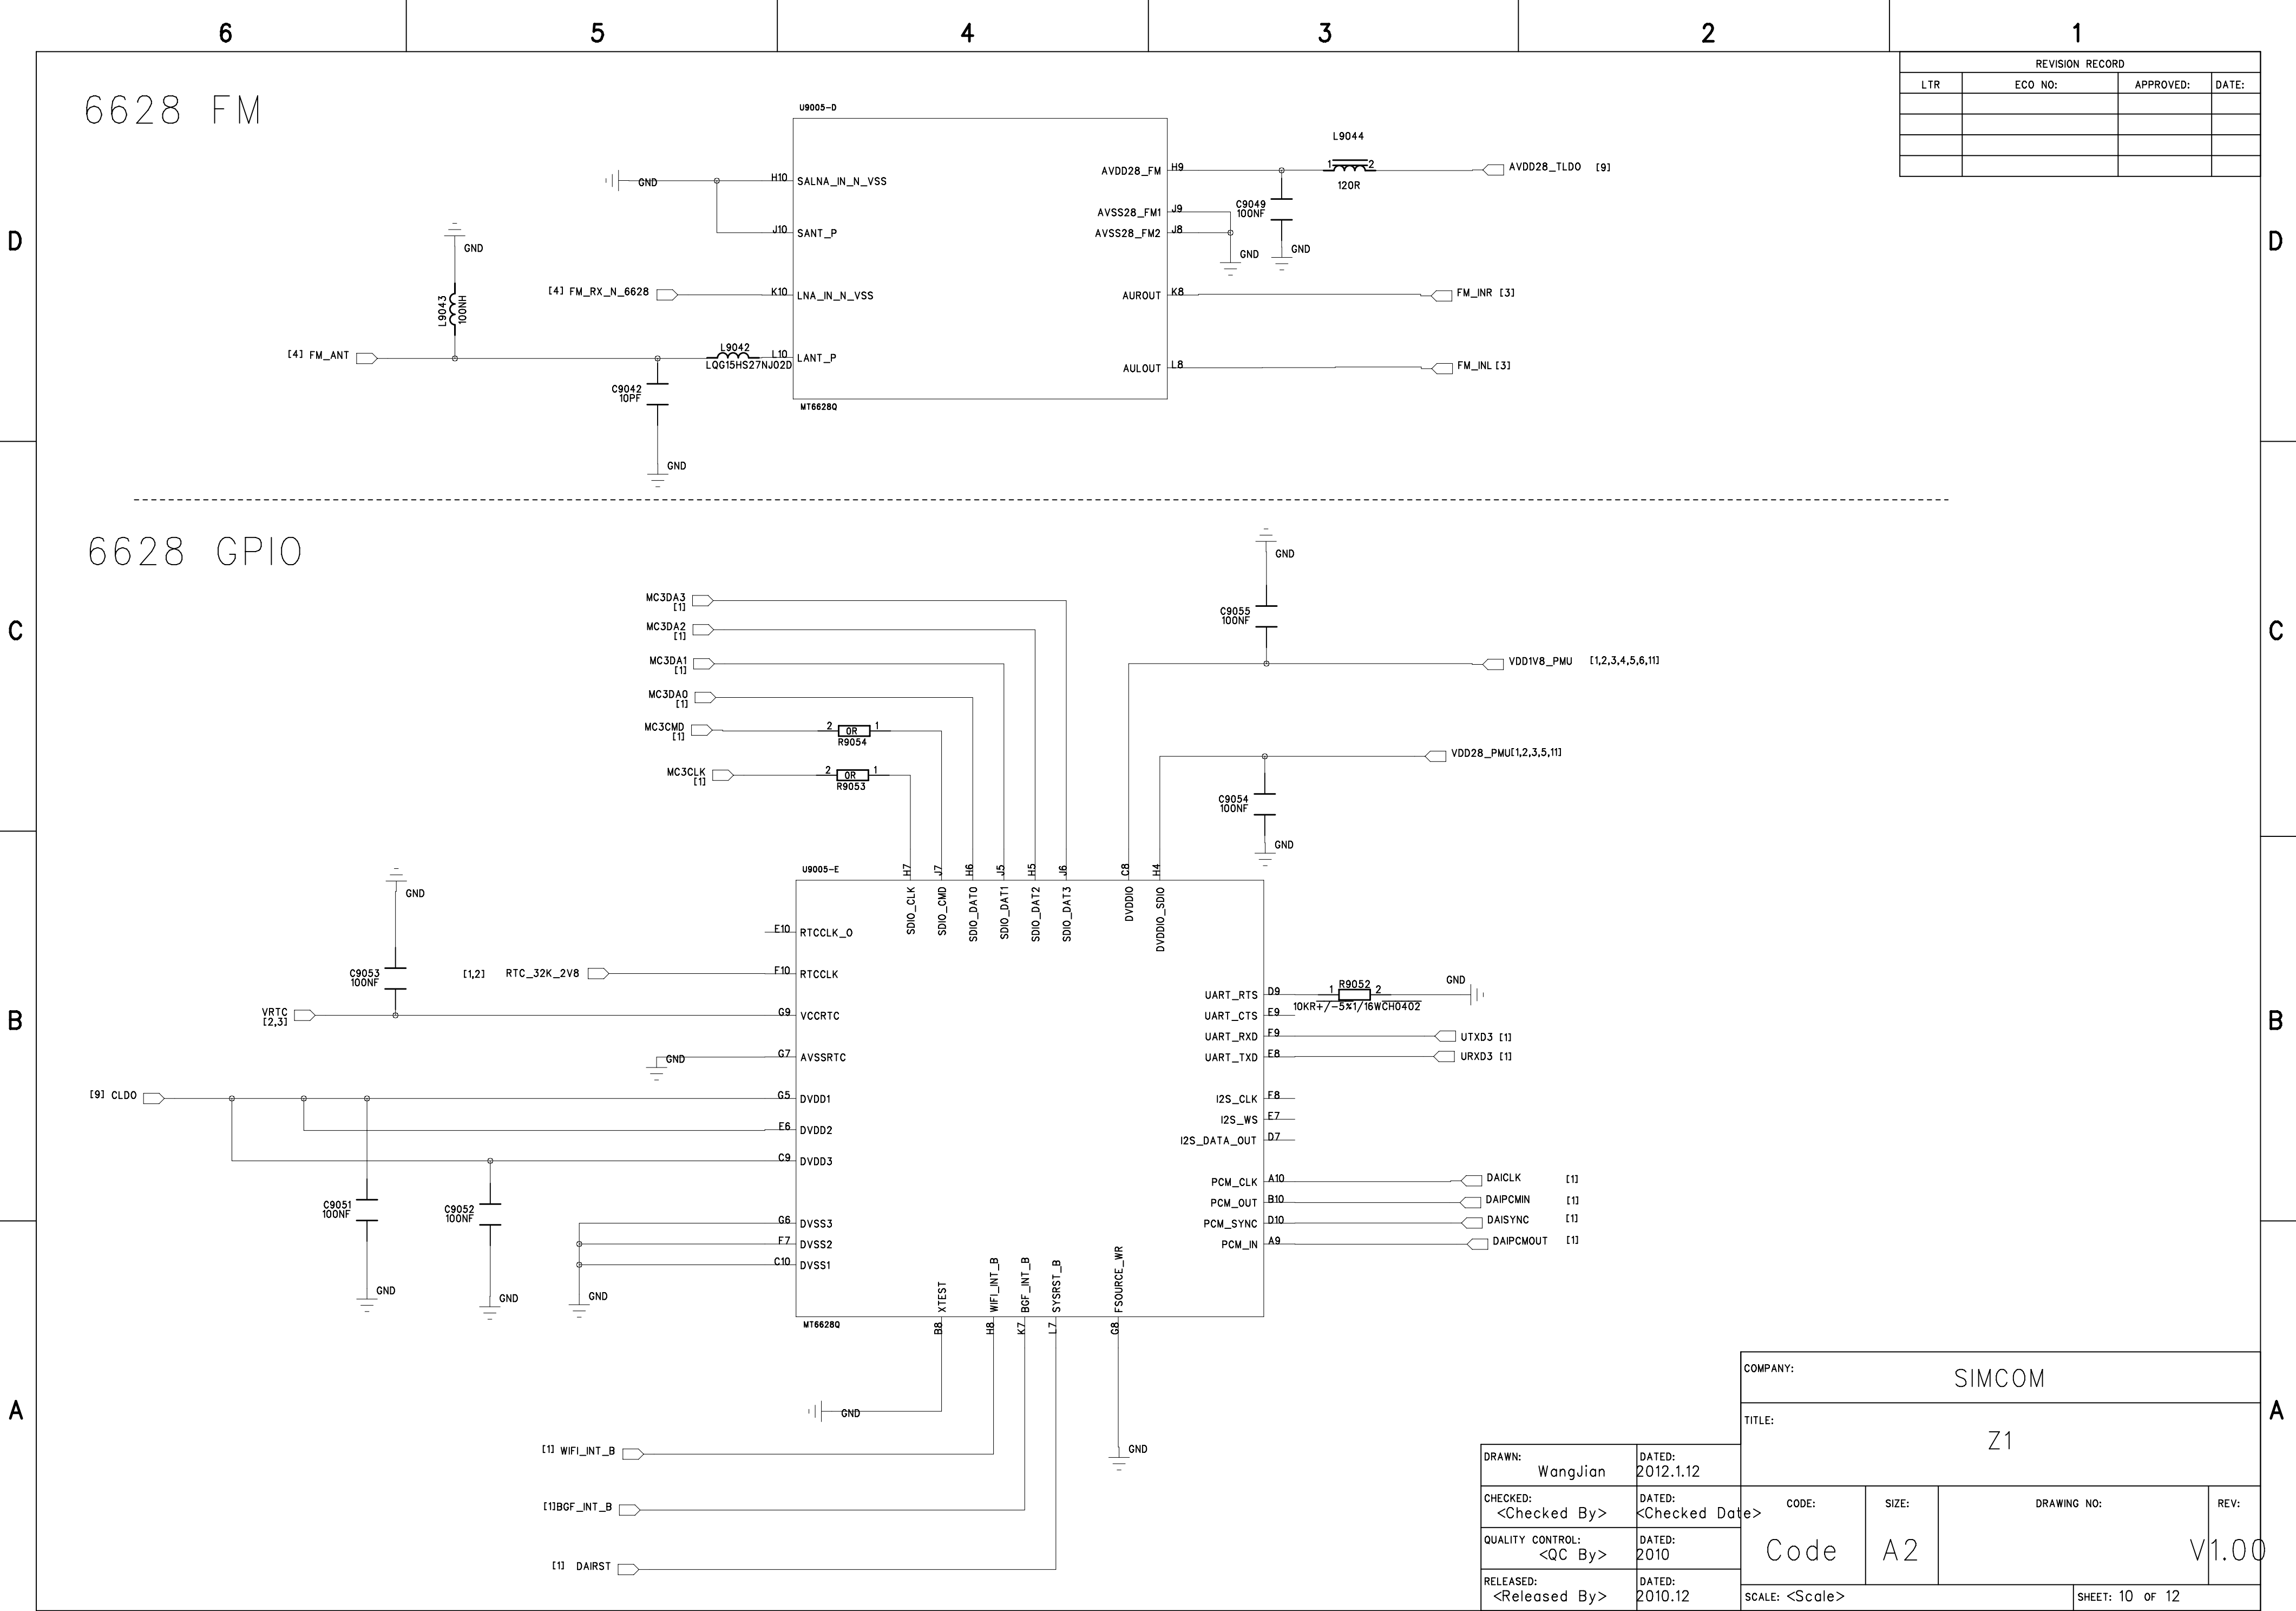 6 5 4 3 2 1
REVISION RECORD
LTR ECO NO: APPROVED: DATE:
6628 FM
U9005-D
L9044
1 2
120R
AVDD28_TLDO [9]
AVDD28_FM H9
GND
H10 SALNA_IN_N_VSS
C9049
100NF
AVSS28_FM1 J9
AVSS28_FM2 J8
J10 SANT_P
GND
GND
GND
D
D
[4] FM_RX_N_6628
K10 LNA_IN_N_VSS
AUROUT K8
FM_INR [3]
L9043
100NH
[4] FM_ANT
L9042
LQG15HS27NJ02D
L10 LANT_P
AULOUT L8
FM_INL [3]
C9042
10PF
MT6628Q
GND
6628 GPIO
GND
MC3DA3
[1]
C9055
100NF
MC3DA2
[1]
C
C
MC3DA1
[1]
VDD1V8_PMU [1,2,3,4,5,6,11]
MC3DA0
[1]
MC3CMD
[1]
2 0R 1
R9054
VDD28_PMU[1,2,3,5,11]
MC3CLK
[1]
2 0R 1
R9053
C9054
100NF
GND
U9005-E
H7 J7 H6 J5 H5 J6 C8 H4
SDIO_CLK
SDIO_CMD
SDIO_DAT0
SDIO_DAT1
SDIO_DAT2
SDIO_DAT3
DVDDIO
DVDDIO_SDIO
GND
E10 RTCCLK_O
C9053
100NF
[1,2] RTC_32K_2V8
F10 RTCCLK
VRTC
[2,3]
G9 VCCRTC
GND
G7 AVSSRTC
[9] CLDO
G5 DVDD1
E6 DVDD2
C9 DVDD3
C9051
100NF
C9052
100NF
G6 DVSS3
F7 DVSS2
C10 DVSS1
GND
GND
GND
UART_RTS D9
1 R9052 2
10KR+/-5%1/16WCH0402
GND
UART_CTS E9
UART_RXD F9
UTXD3 [1]
UART_TXD E8
URXD3 [1]
B
B
I2S_CLK F8
I2S_WS E7
I2S_DATA_OUT D7
PCM_CLK A10
DAICLK [1]
PCM_OUT B10
DAIPCMIN [1]
PCM_SYNC D10
DAISYNC [1]
PCM_IN A9
DAIPCMOUT [1]
XTEST
WIFI_INT_B
BGF_INT_B
SYSRST_B
FSOURCE_WR
MT6628Q
B8 H8 K7 L7 G8
GND
GND
[1] WIFI_INT_B
[1]BGF_INT_B
[1] DAIRST
A
A
COMPANY:
SIMCOM
TITLE:
Z1
DRAWN:
WangJian
DATED:
2012.1.12
CHECKED:
<Checked By>
DATED:
<Checked Date>
QUALITY CONTROL:
<QC By>
DATED:
2010
RELEASED:
<Released By>
DATED:
2010.12
CODE:
Code
SIZE:
A2
DRAWING NO:
REV:
V1.00
SCALE: <Scale>
SHEET: 10 OF 12